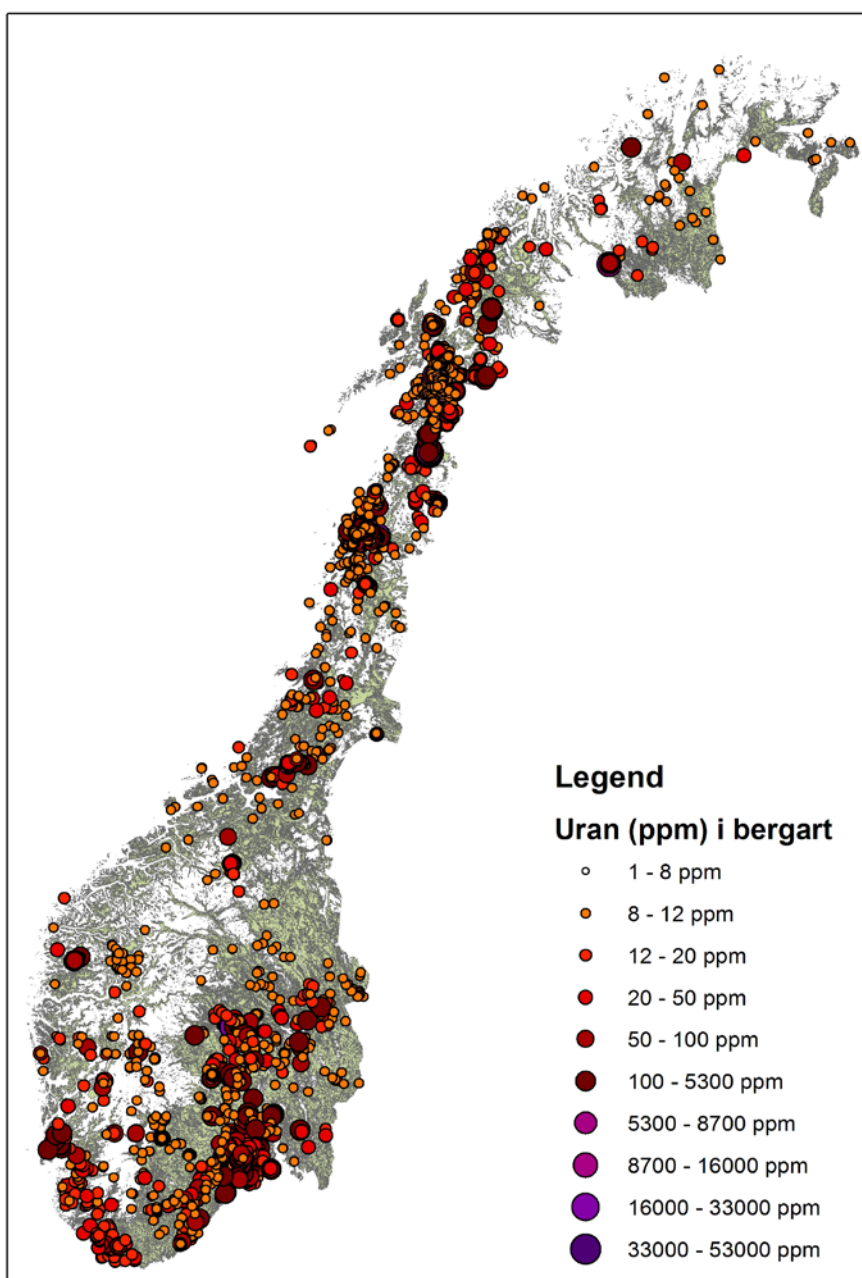 Legend
Uran (ppm) i bergart
1 - 8 ppm
8 - 12 ppm
12 - 20 ppm
20 - 50 ppm
50 - 100 ppm
100 - 5300 ppm
5300 - 8700 ppm
8700 - 16000 ppm
16000 - 33000 ppm
33000 - 53000 ppm